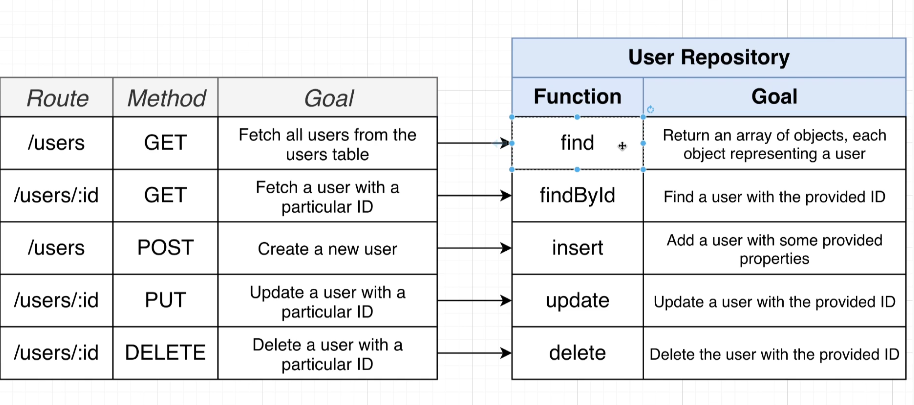 User Repository
Route Method Goal
Function Goal
/users GET Fetch all users from the
users table
find Return an array of objects, each
object representing a user
/users/:id GET Fetch a user with a
particular ID
findById Find a user with the provided ID
/users POST Create a new user
insert Add a user with some provided
properties
/users/:id PUT Update a user with a
particular ID
update Update a user with the provided ID
/users/:id DELETE Delete a user with a
particular ID
delete Delete the user with the provided ID